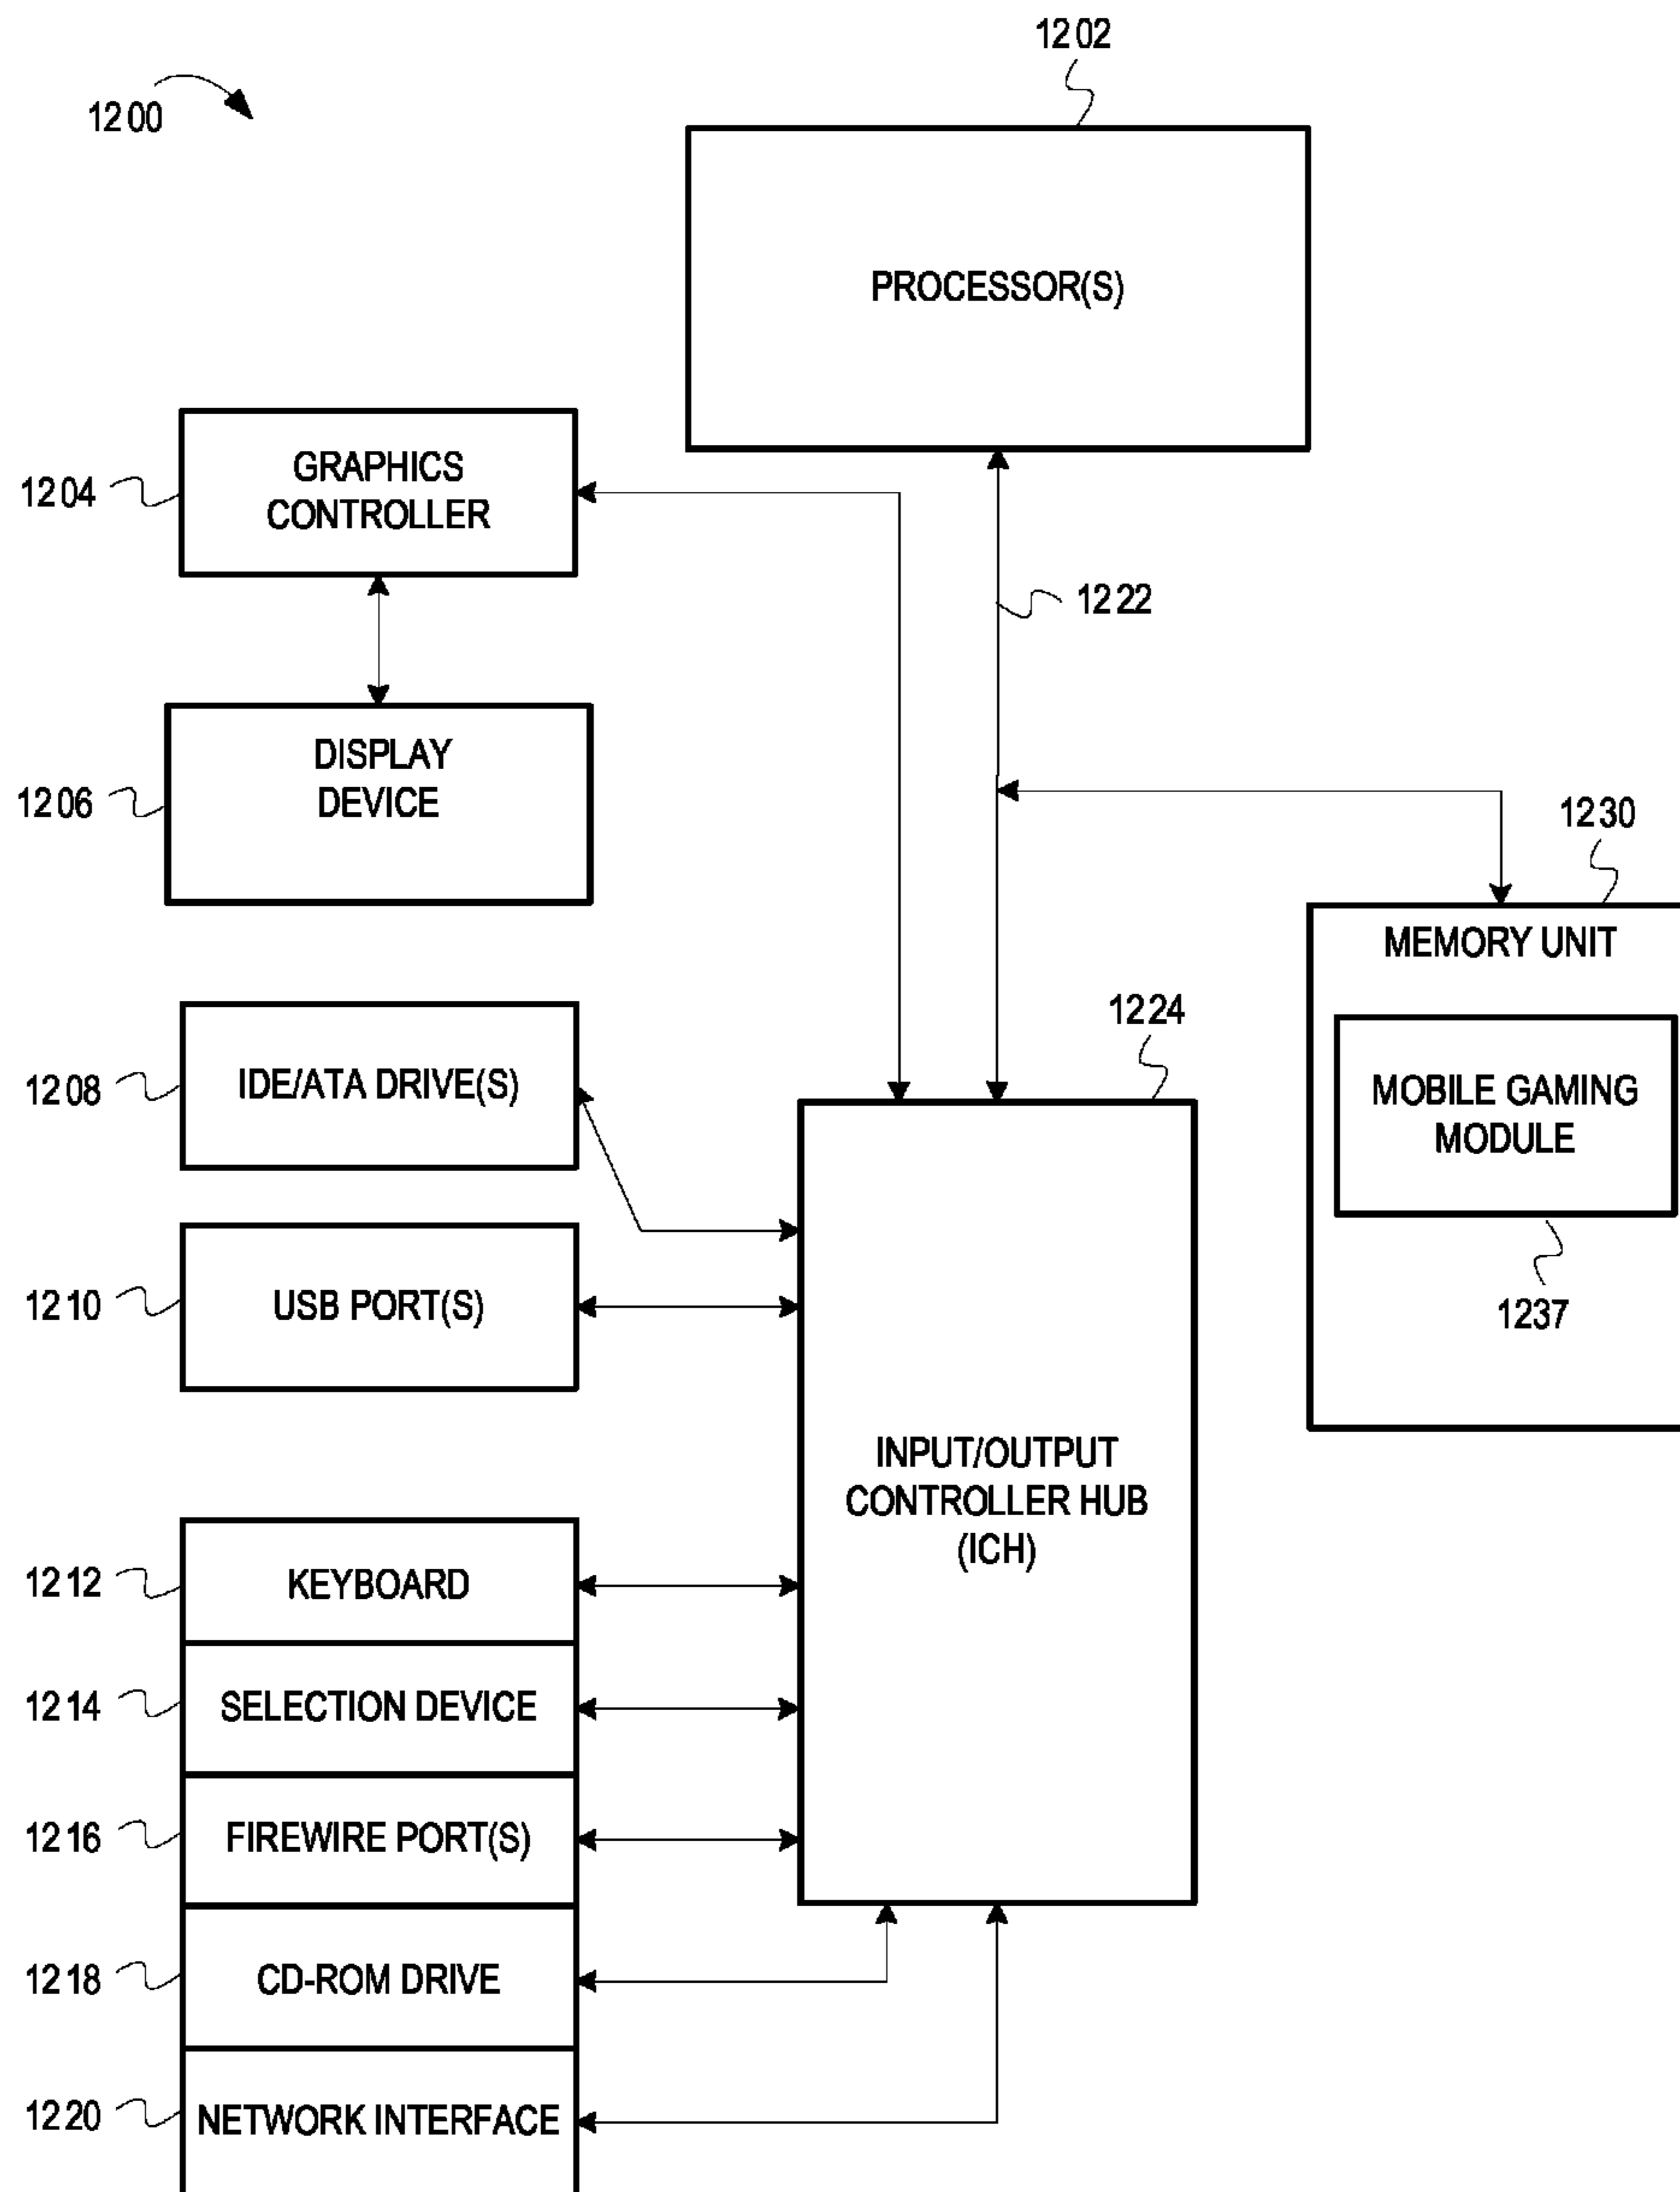 1202
1200
PROCESSOR(S)
GRAPHICS
CONTROLLER
1204
1222
DISPLAY
DEVICE
1206
1230
MEMORY UNIT
1224
IDE/ATA DRIVE(S)
1208
MOBILE GAMING
MODULE
USB PORT(S)
1210
1237
INPUT/OUTPUT
CONTROLLER HUB
(ICH)
1212
KEYBOARD
1214
SELECTION DEVICE
1216
FIREWIRE PORT(S)
1218
CD-ROM DRIVE
1220
NETWORK INTERFACE